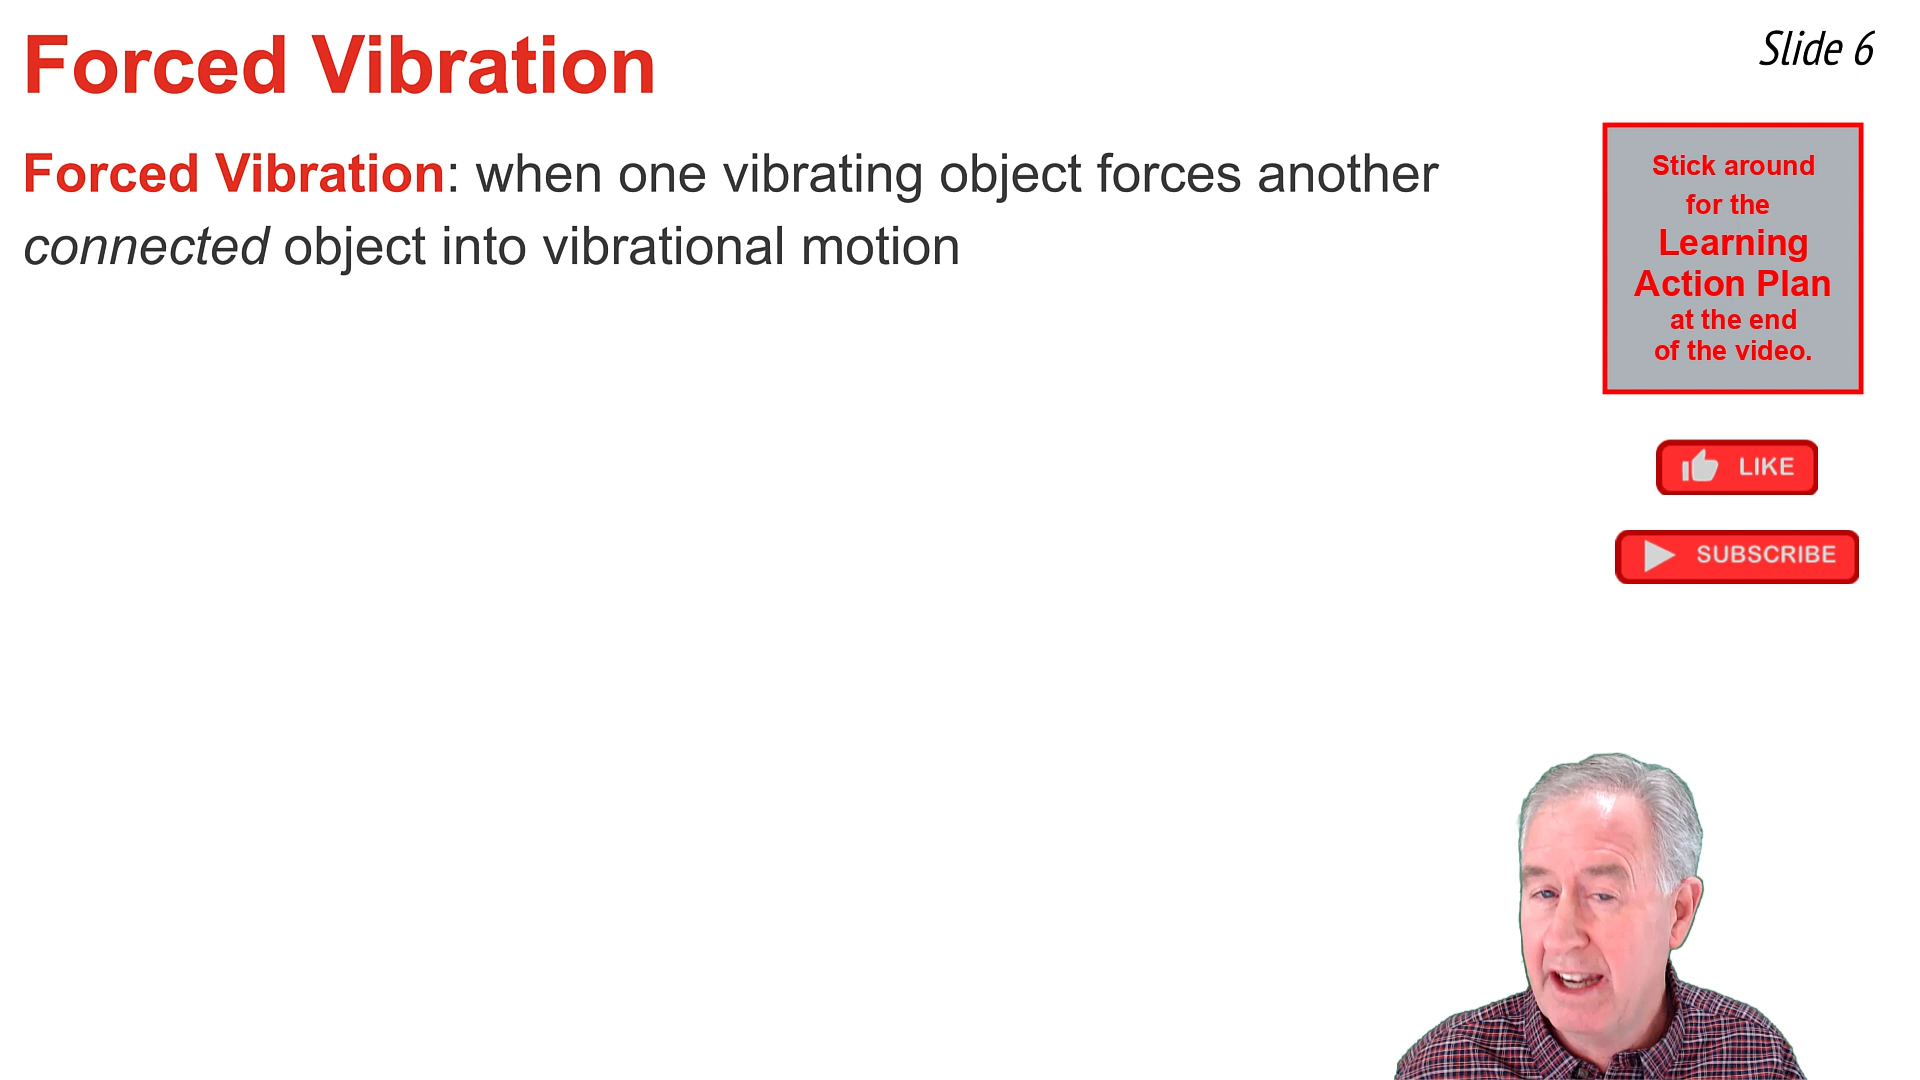 Forced Vibration
Slide 6
Forced Vibration: when one vibrating object forces another
connected object into vibrational motion
Stick around
for the
Learning
Action Plan
at the end
of the video.
LIKE
SUBSCRIBE